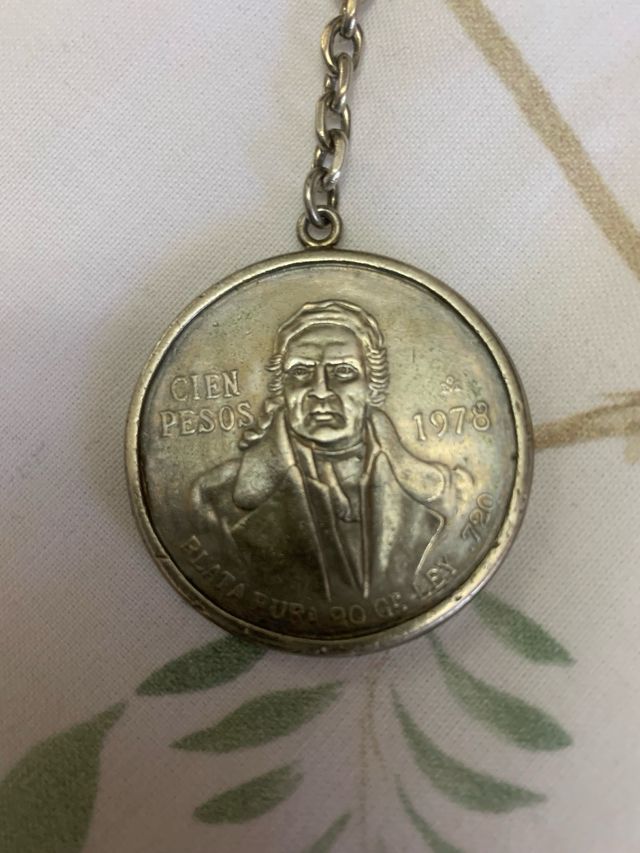 CIEN
PESOS
1978
PLATA PURA 20 GR. LEY .720